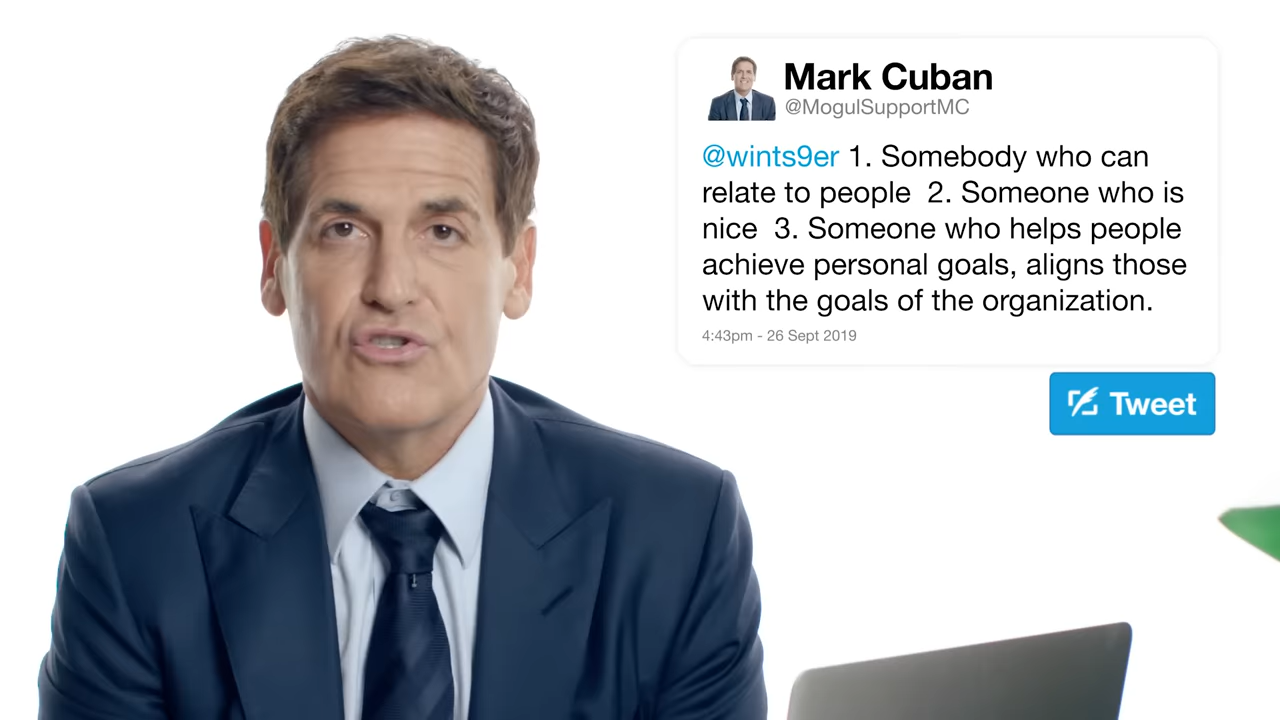 Mark Cuban
@MogulSupportMC
@wints9er 1. Somebody who can
relate to people  2. Someone who is
nice  3. Someone who helps people
achieve personal goals, aligns those
with the goals of the organization.
4:43pm - 26 Sept 2019
Tweet